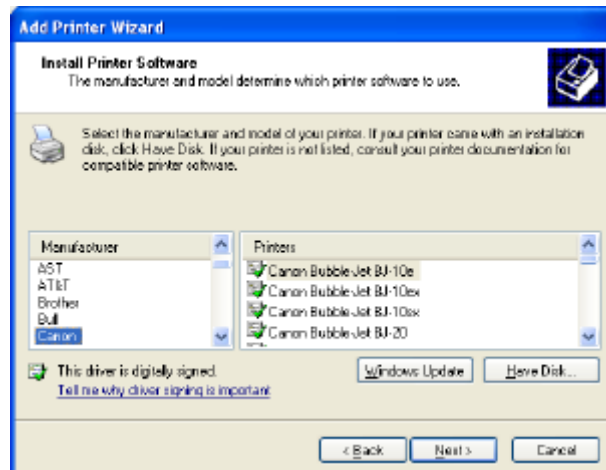 Add Printer Wizard
Install Printer Software
The manufacturer and model determine which printer software to use.
Select the manufacturer and model of your printer. If your printer came with an installation
disk, click Have Disk. If your printer is not listed, consult your printer documentation for
compatible printer software.
Manufacturer
AST
AT&T
Brother
Bull
Canon
Printers
Canon Bubble-Jet BJ-10e
Canon Bubble-Jet BJ-10ex
Canon Bubble-Jet BJ-10sx
Canon Bubble-Jet BJ-20
This driver is digitally signed.
Tell me why driver signing is important
Windows Update
Have Disk...
< Back
Next >
Cancel